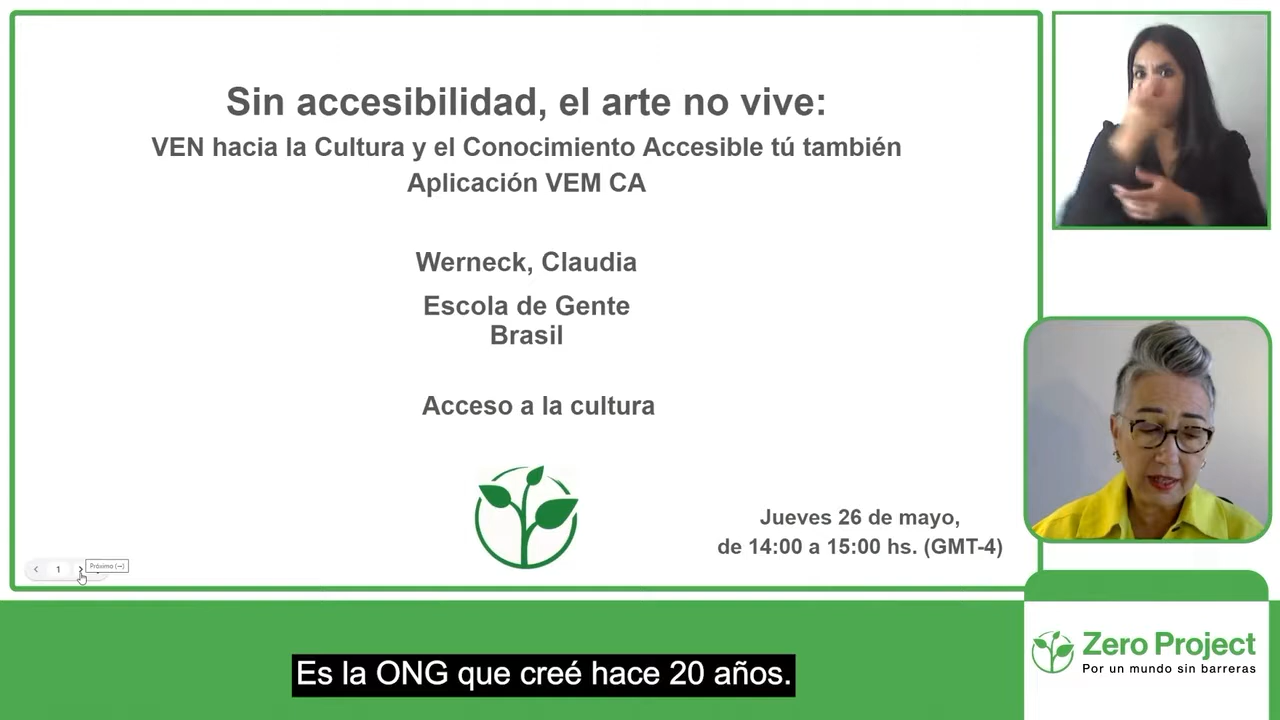 Sin accesibilidad, el arte no vive:
VEN hacia la Cultura y el Conocimiento Accesible tú también
Aplicación VEM CA
Werneck, Claudia
Escola de Gente
Brasil
Acceso a la cultura
Jueves 26 de mayo,
de 14:00 a 15:00 hs. (GMT-4)
1
Próximo (→)
Zero Project
Por un mundo sin barreras
Es la ONG que creé hace 20 años.